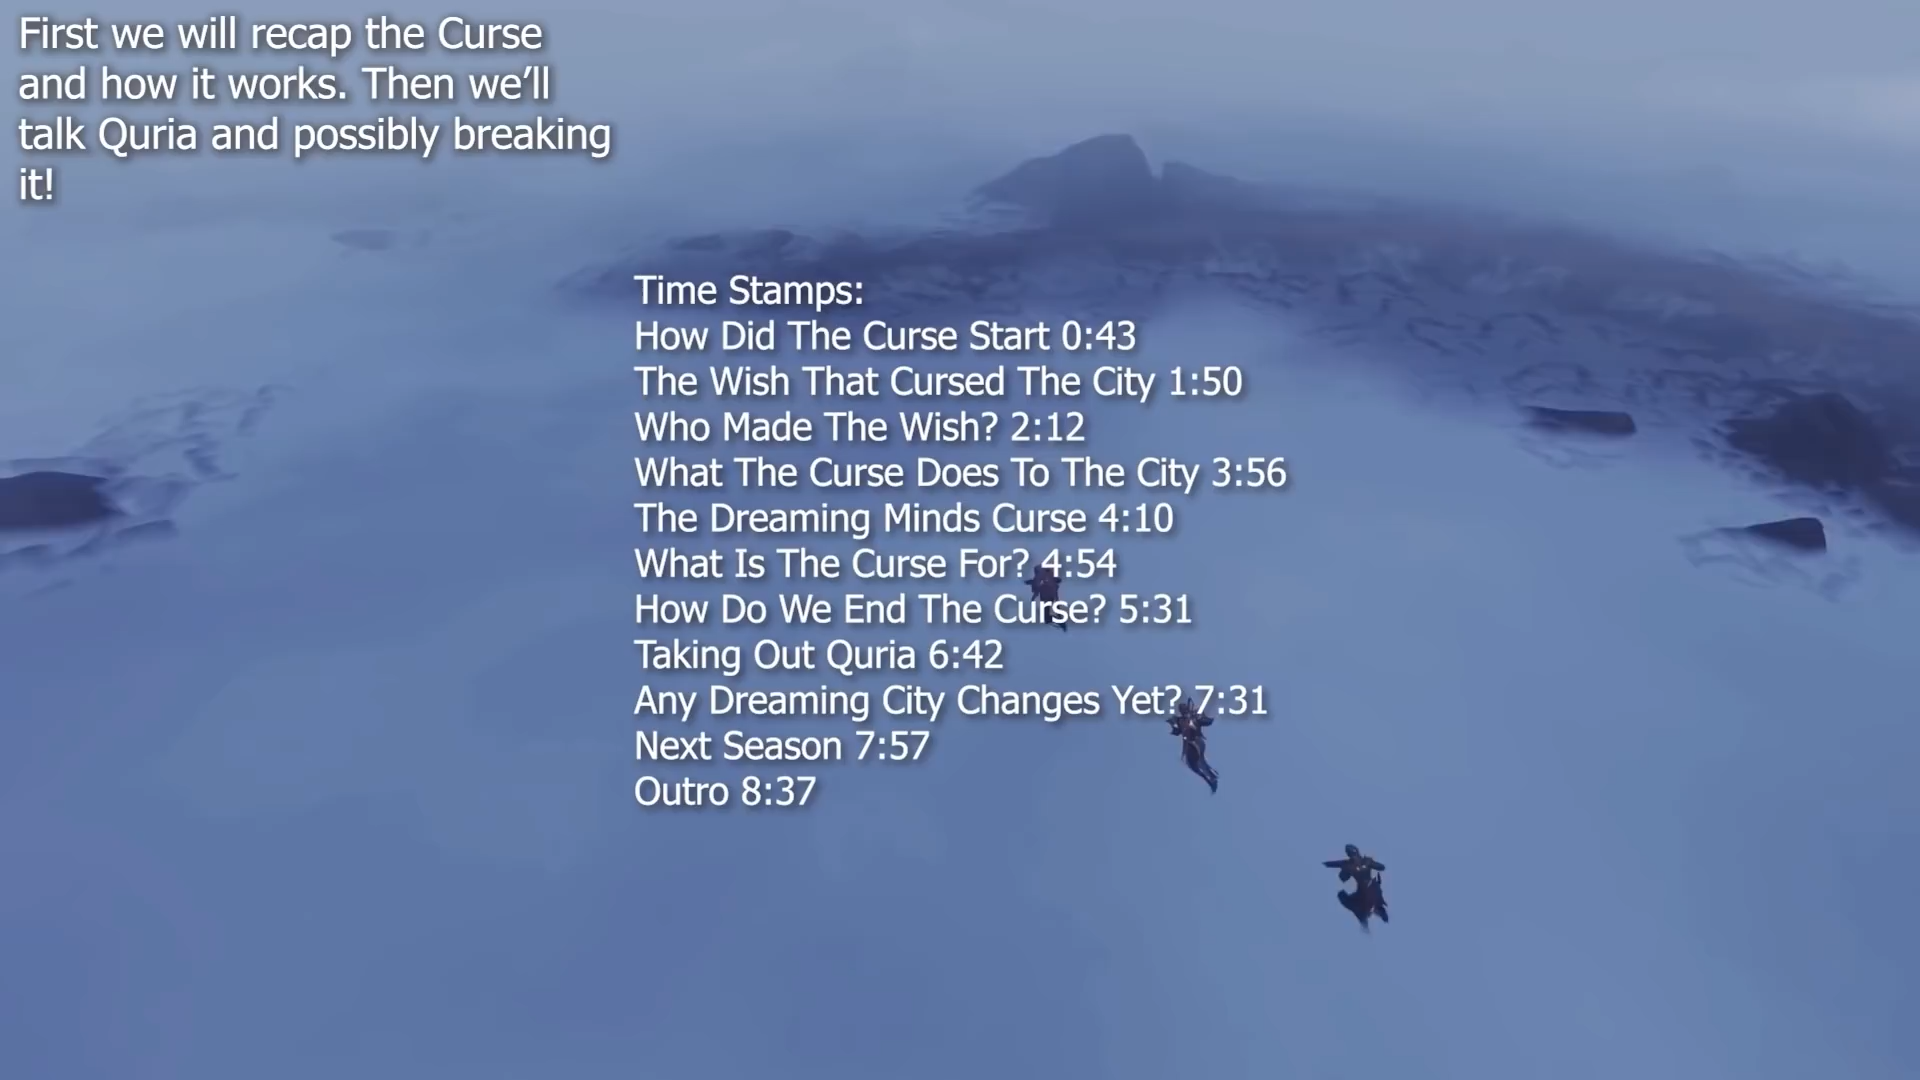 First we will recap the Curse
and how it works. Then we’ll
talk Quria and possibly breaking
it!
Time Stamps:
How Did The Curse Start 0:43
The Wish That Cursed The City 1:50
Who Made The Wish? 2:12
What The Curse Does To The City 3:56
The Dreaming Minds Curse 4:10
What Is The Curse For? 4:54
How Do We End The Curse? 5:31
Taking Out Quria 6:42
Any Dreaming City Changes Yet? 7:31
Next Season 7:57
Outro 8:37